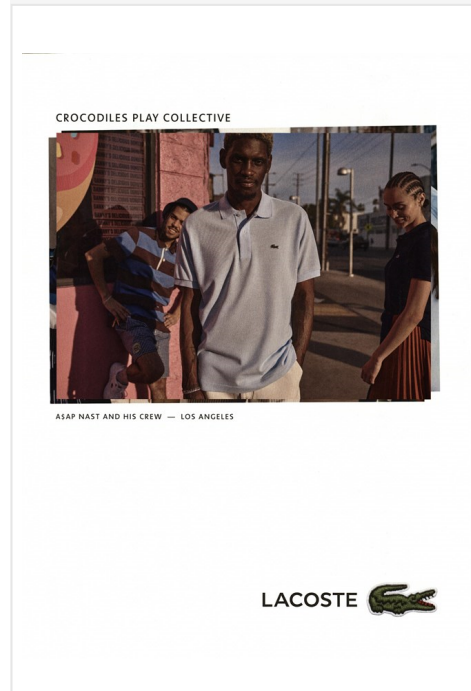 CROCODILES PLAY COLLECTIVE
A$AP NAST AND HIS CREW — LOS ANGELES
LACOSTE